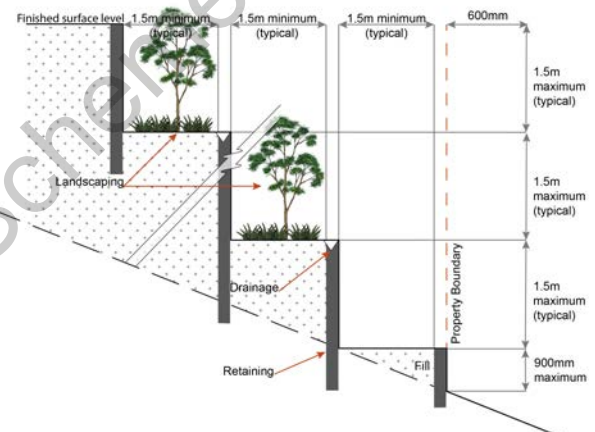 Finished surface level
1.5m minimum
(typical)
1.5m minimum
(typical)
1.5m minimum
(typical)
600mm
1.5m
maximum
(typical)
Landscaping
1.5m
maximum
(typical)
Drainage
Property Boundary
1.5m
maximum
(typical)
Retaining
Fill
900mm
maximum
Scheme